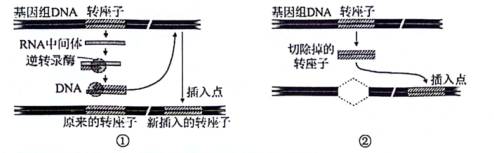 基因组DNA 转座子
RNA中间体
逆转录酶
DNA
插入点
原来的转座子 新插入的转座子
①
基因组DNA 转座子
切除掉的
转座子
插入点
②